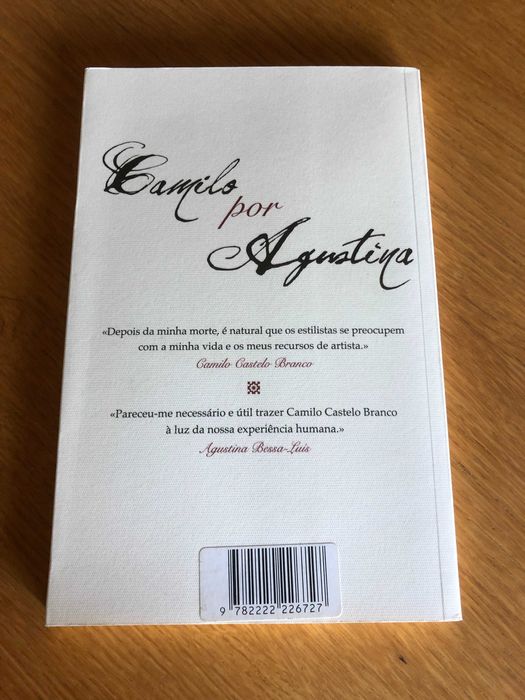 Camilo
por
Agustina
«Depois da minha morte, é natural que os estilistas se preocupem
com a minha vida e os meus recursos de artista.»
Camilo Castelo Branco
«Pareceu-me necessário e útil trazer Camilo Castelo Branco
à luz da nossa experiência humana.»
Agustina Bessa-Luís
9 782222 226727